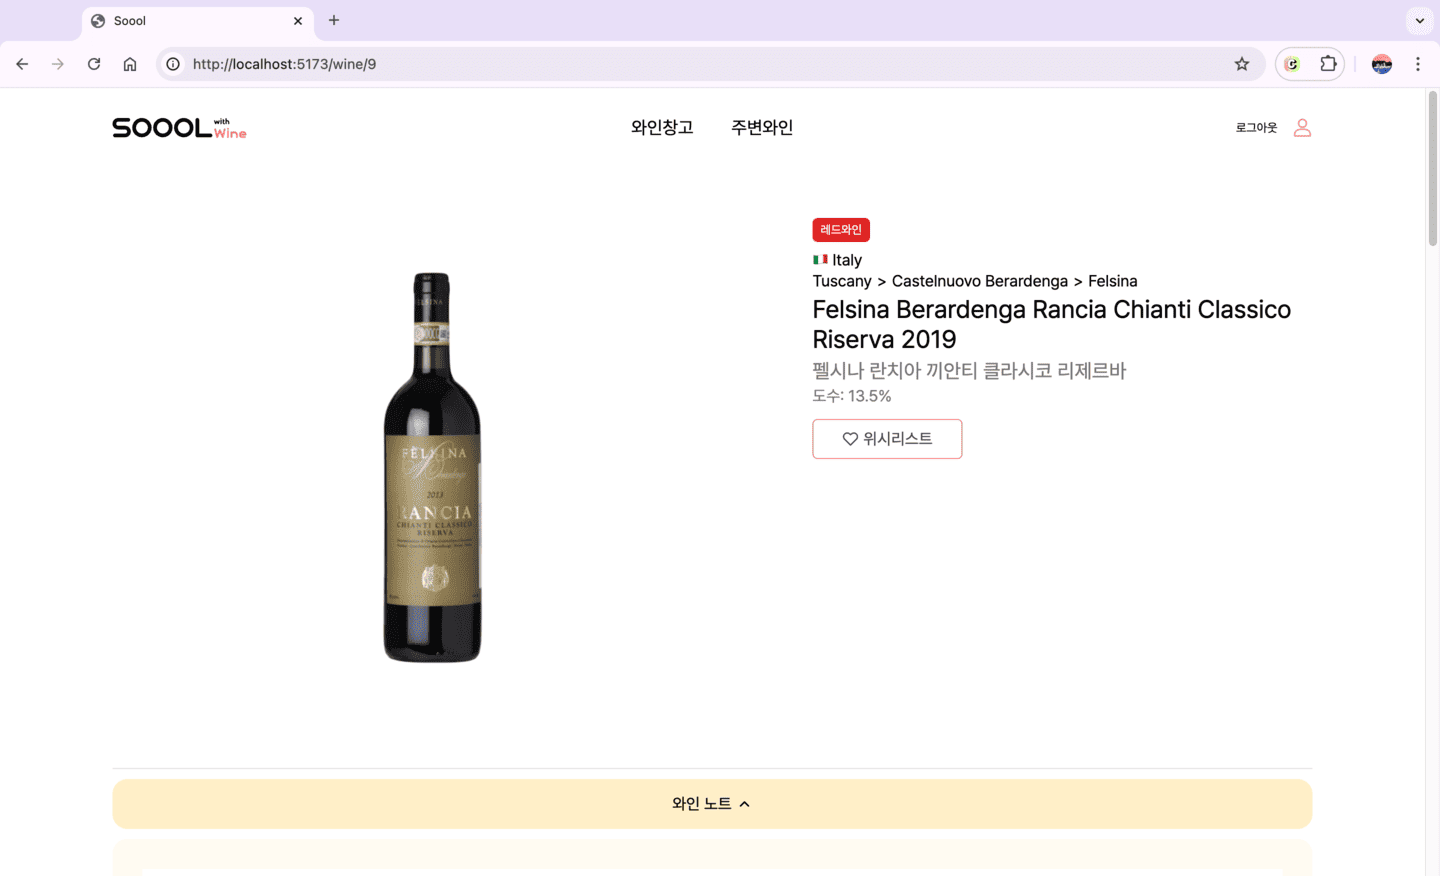 Soool
http://localhost:5173/wine/9
SOOOL with Wine
와인창고
주변와인
로그아웃
레드와인
Italy
Tuscany > Castelnuovo Berardenga > Felsina
Felsina Berardenga Rancia Chianti Classico
Riserva 2019
펠시나 란치아 끼안티 클라시코 리제르바
도수: 13.5%
위시리스트
FELSINA
FÈLSINA
Berardenga
2013
RANCIA
CHIANTI CLASSICO
RISERVA
와인 노트